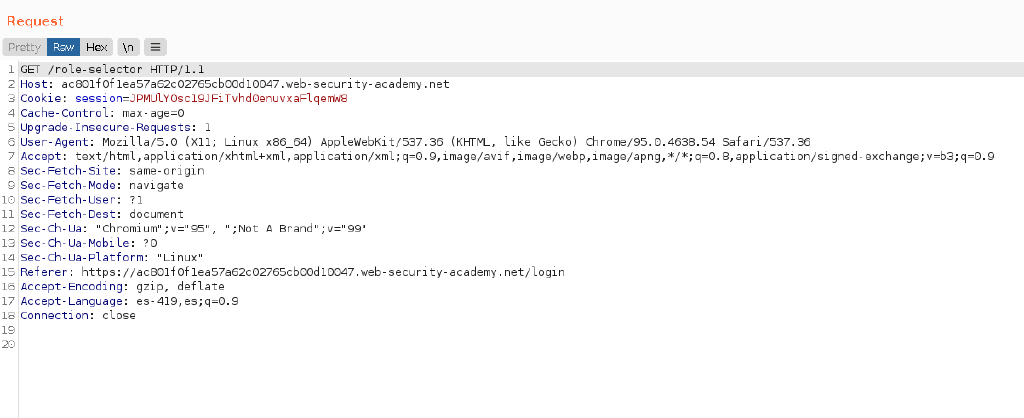 Request
Pretty Raw Hex \n ≡
1 GET /role-selector HTTP/1.1
2 Host: ac801f0f1ea57a62c02765cb00d10047.web-security-academy.net
3 Cookie: session=JPMUlYOsc19JFiTvhd0enuvxaFlqemW8
4 Cache-Control: max-age=0
5 Upgrade-Insecure-Requests: 1
6 User-Agent: Mozilla/5.0 (X11; Linux x86_64) AppleWebKit/537.36 (KHTML, like Gecko) Chrome/95.0.4638.54 Safari/537.36
7 Accept: text/html,application/xhtml+xml,application/xml;q=0.9,image/avif,image/webp,image/apng,*/*;q=0.8,application/signed-exchange;v=b3;q=0.9
8 Sec-Fetch-Site: same-origin
9 Sec-Fetch-Mode: navigate
10 Sec-Fetch-User: ?1
11 Sec-Fetch-Dest: document
12 Sec-Ch-Ua: "Chromium";v="95", ";Not A Brand";v="99"
13 Sec-Ch-Ua-Mobile: ?0
14 Sec-Ch-Ua-Platform: "Linux"
15 Referer: https://ac801f0f1ea57a62c02765cb00d10047.web-security-academy.net/login
16 Accept-Encoding: gzip, deflate
17 Accept-Language: es-419,es;q=0.9
18 Connection: close
19
20